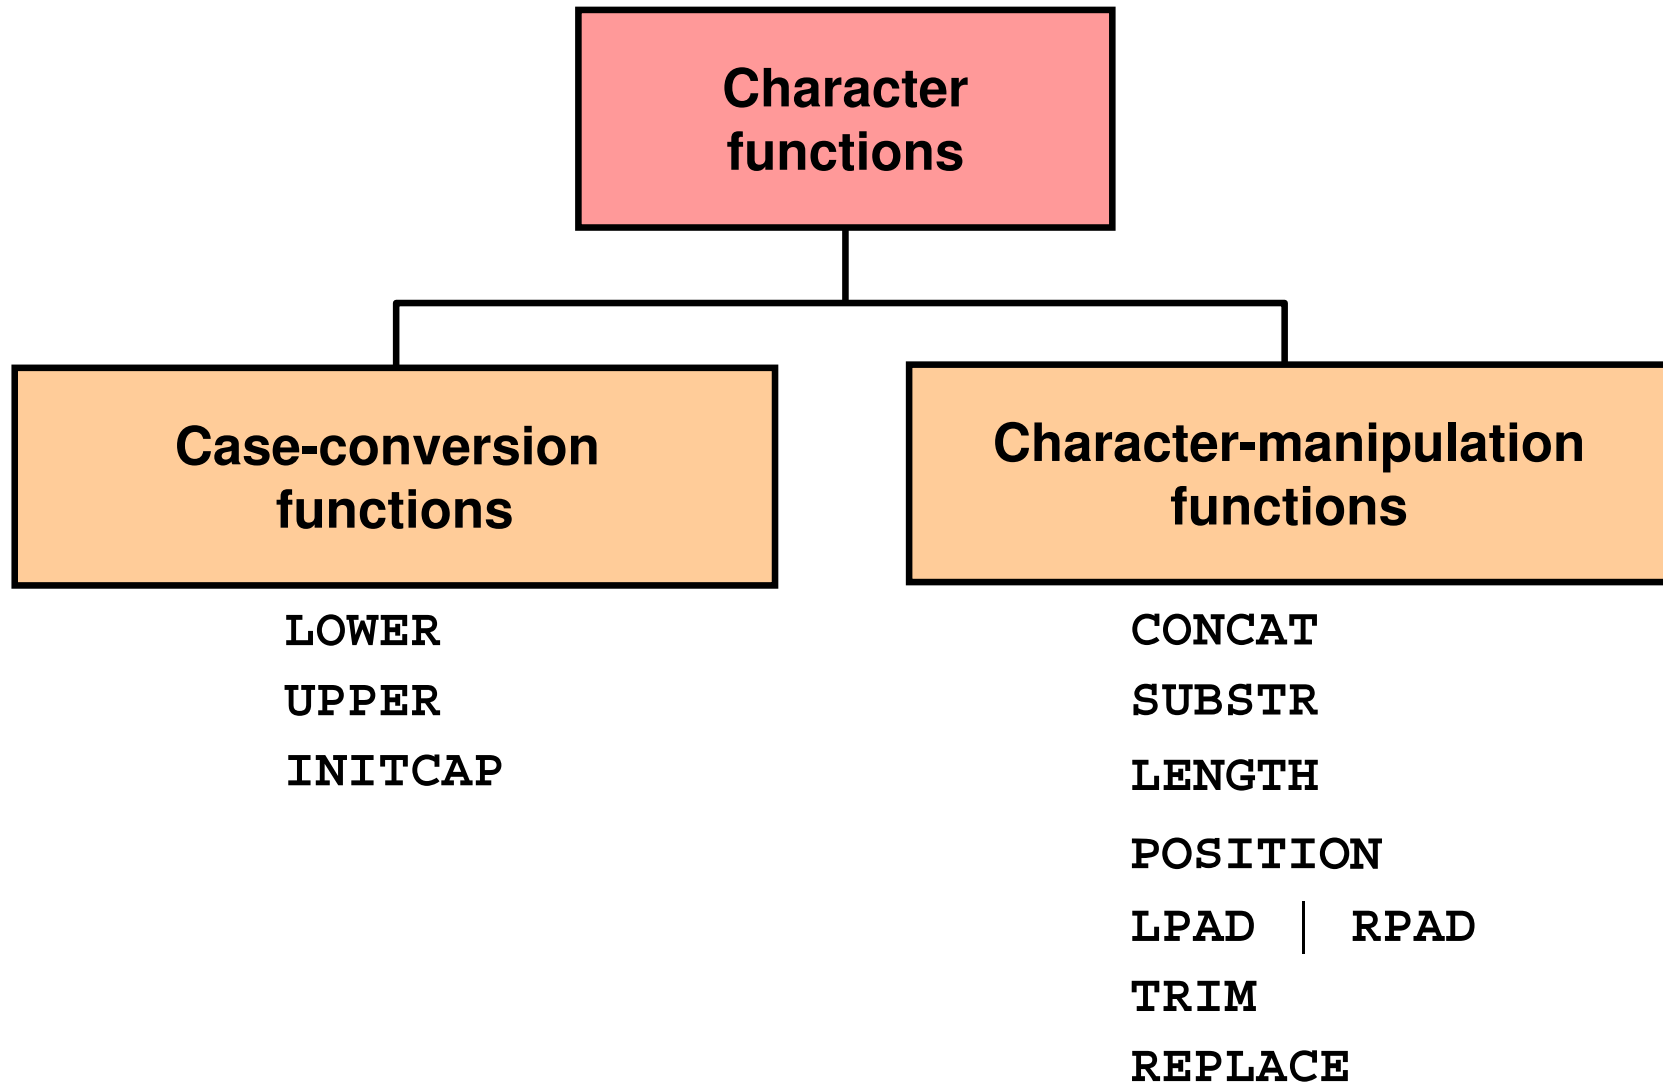 Character
functions
Case-conversion
functions
Character-manipulation
functions
LOWER
UPPER
INITCAP
CONCAT
SUBSTR
LENGTH
POSITION
LPAD | RPAD
TRIM
REPLACE